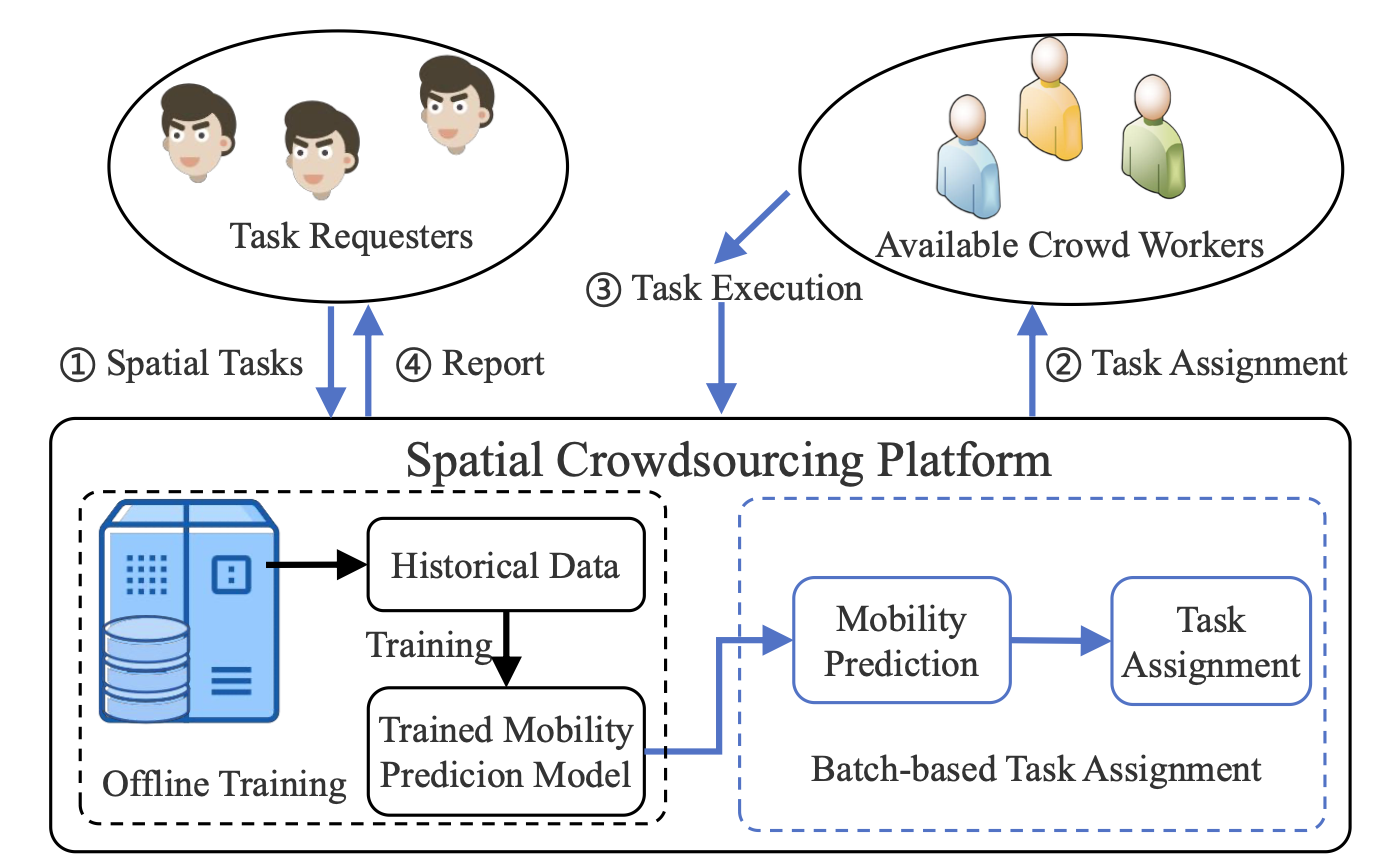 Task Requesters
Available Crowd Workers
③ Task Execution
① Spatial Tasks
④ Report
② Task Assignment
Spatial Crowdsourcing Platform
Historical Data
Training
Trained Mobility
Predicion Model
Offline Training
Mobility
Prediction
Task
Assignment
Batch-based Task Assignment